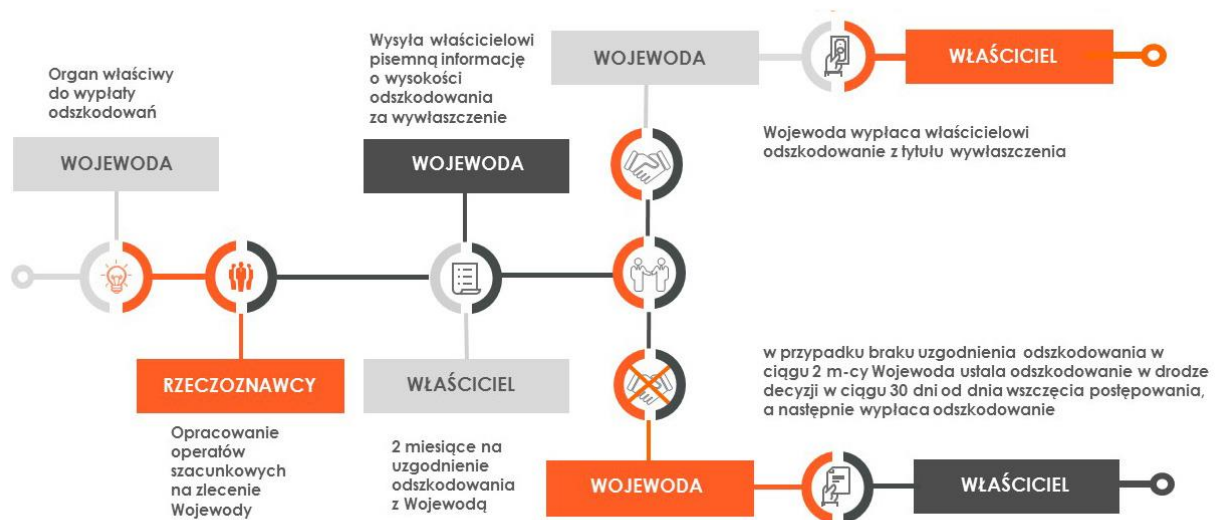 Organ właściwy
do wypłaty
odszkodowań
WOJEWODA
RZECZOZNAWCY
Opracowanie
operatów
szacunkowych
na zlecenie
Wojewody
Wysyła właścicielowi
pisemną informację
o wysokości
odszkodowania
za wywłaszczenie
WOJEWODA
WŁAŚCICIEL
2 miesiące na
uzgodnienie
odszkodowania
z Wojewodą
WOJEWODA
WŁAŚCICIEL
Wojewoda wypłaca właścicielowi
odszkodowanie z tytułu wywłaszczenia
w przypadku braku uzgodnienia odszkodowania w
ciągu 2 m-cy Wojewoda ustala odszkodowanie w drodze
decyzji w ciągu 30 dni od dnia wszczęcia postępowania,
a następnie wypłaca odszkodowanie
WOJEWODA
WŁAŚCICIEL